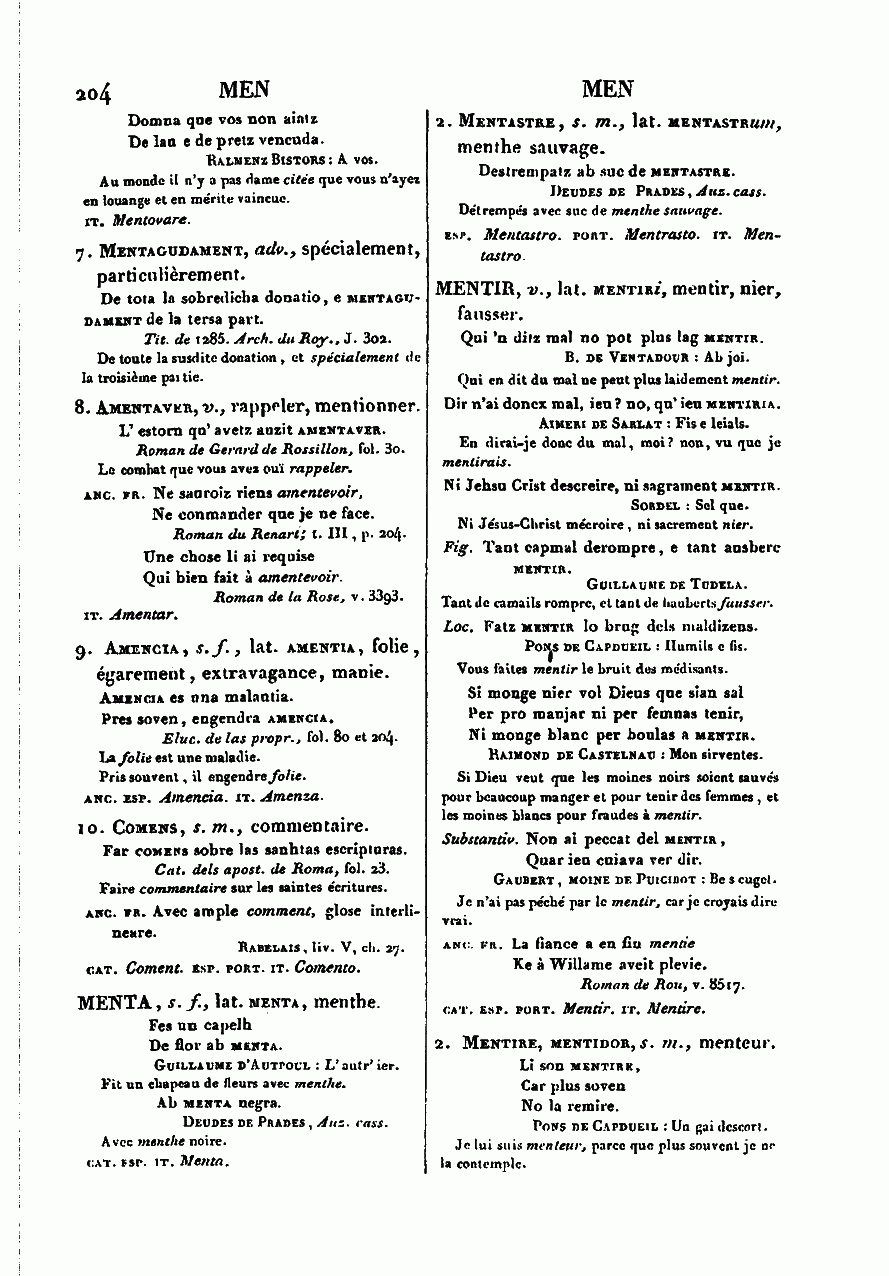 204 MEN MEN
Domna que vos non aintz
De lau e de pretz vencuda.
RALMENZ BISTORS : A vos.
Au monde il n'y a pas dame citée que vous n'ayez
en louange et en mérite vaincue.
IT. Mentovare.
7. MENTAGUDAMENT, adv., spécialement,
particulièrement.
De tota la sobredicha donatio, e MENTAGU-
DAMENT de la tersa part.
Tit. de 1285. Arch. du Roy., J. 302.
De toute la susdite donation, et spécialement de
la troisième partie.
8. AMENTAVER, v., rappeler, mentionner.
L'estorn qu'avetz auzit AMENTAVER.
Roman de Gerard de Rossillon, fol. 30.
Le combat que vous avez ouï rappeler.
ANC. FR. Ne sauroiz riens amentevoir,
Ne conmander que je ne face.
Roman du Renart; t. III, p. 204.
Une chose li ai requise
Qui bien fait à amentevoir.
Roman de la Rose, v. 3393.
IT. Amentar.
9. AMENCIA, s. f., lat. AMENTIA, folie,
égarement, extravagance, manie.
AMENCIA es una malautia.
Pres soven, engendra AMENCIA.
Eluc. de las propr., fol. 80 et 204.
La folie est une maladie.
Pris souvent, il engendre folie.
ANC. ESP. Amencia. IT. Amenza.
10. COMENS, s. m., commentaire.
Far COMENS sobre las sanhtas escripturas.
Cat. dels apost. de Roma, fol. 23.
Faire commentaire sur les saintes écritures.
ANC. FR. Avec ample comment, glose interli-
neare.
RABELAIS, liv. V, ch. 27.
CAT. Coment. ESP. PORT. IT. Comento.
MENTA, s. f., lat. MENTA, menthe.
Fes un capelh
De flor ab MENTA.
GUILLAUME D'AUTPOUL : L'autr'ier.
Fit un chapeau de fleurs avec menthe.
Ab MENTA negra.
DEUDES DE PRADES, Auz. cass.
Avec menthe noire.
CAT. ESP. IT. Menta.
2. MENTASTRE, s. m., lat. MENTASTRum,
menthe sauvage.
Destrempatz ab suc de MENTASTRE.
DEUDES DE PRADES, Auz. cass.
Détrempés avec suc de menthe sauvage.
ESP. Mentastro. PORT. Mentrasto. IT. Men-
tastro.
MENTIR, v., lat. MENTIRi, mentir, nier,
fausser.
Qui 'n ditz mal no pot plus lag MENTIR.
B. DE VENTADOUR : Ab joi.
Qui en dit du mal ne peut plus laidement mentir.
Dir n'ai doncx mal, ieu? no, qu'ieu MENTIRIA.
AIMERI DE SARLAT : Fis e leials.
En dirai-je donc du mal, moi? non, vu que je
mentirais.
Ni Jehsu Crist descreire, ni sagrament MENTIR.
SORDEL : Sel que.
Ni Jésus-Christ mécroire, ni sacrement nier.
Fig. Tant capmal derompre, e tant ausberc
MENTIR.
GUILLAUME DE TUDELA.
Tant de camails rompre, et tant de hauberts fausser.
Loc. Fatz MENTIR lo brug dels maldizens.
PONS DE CAPDUEIL : Humils e fis.
Vous faites mentir le bruit des médisants.
Si monge nier vol Dieus que sian sal
Per pro manjar ni per femnas tenir,
Ni monge blanc per boulas a MENTIR.
RAIMOND DE CASTELNAU : Mon sirventes.
Si Dieu veut que les moines noirs soient sauvés
pour beaucoup manger et pour tenir des femmes, et
les moines blancs pour fraudes à mentir.
Substantiv. Non ai peccat del MENTIR,
Quar ieu cuiava ver dir.
GAUBERT, MOINE DE PUICIBOT : Be s cuget.
Je n'ai pas péché par le mentir, car je croyais dire
vrai.
ANC. FR. La fiance a en fin mentie
Ke à Willame aveit plevie.
Roman de Rou, v. 8517.
CAT. ESP. PORT. Mentir. IT. Mentire.
2. MENTIRE, MENTIDOR, s. m., menteur.
Li son MENTIRE,
Car plus soven
No la remire.
PONS DE CAPDUEIL : Un gai descort.
Je lui suis menteur, parce que plus souvent je ne
la contemple.